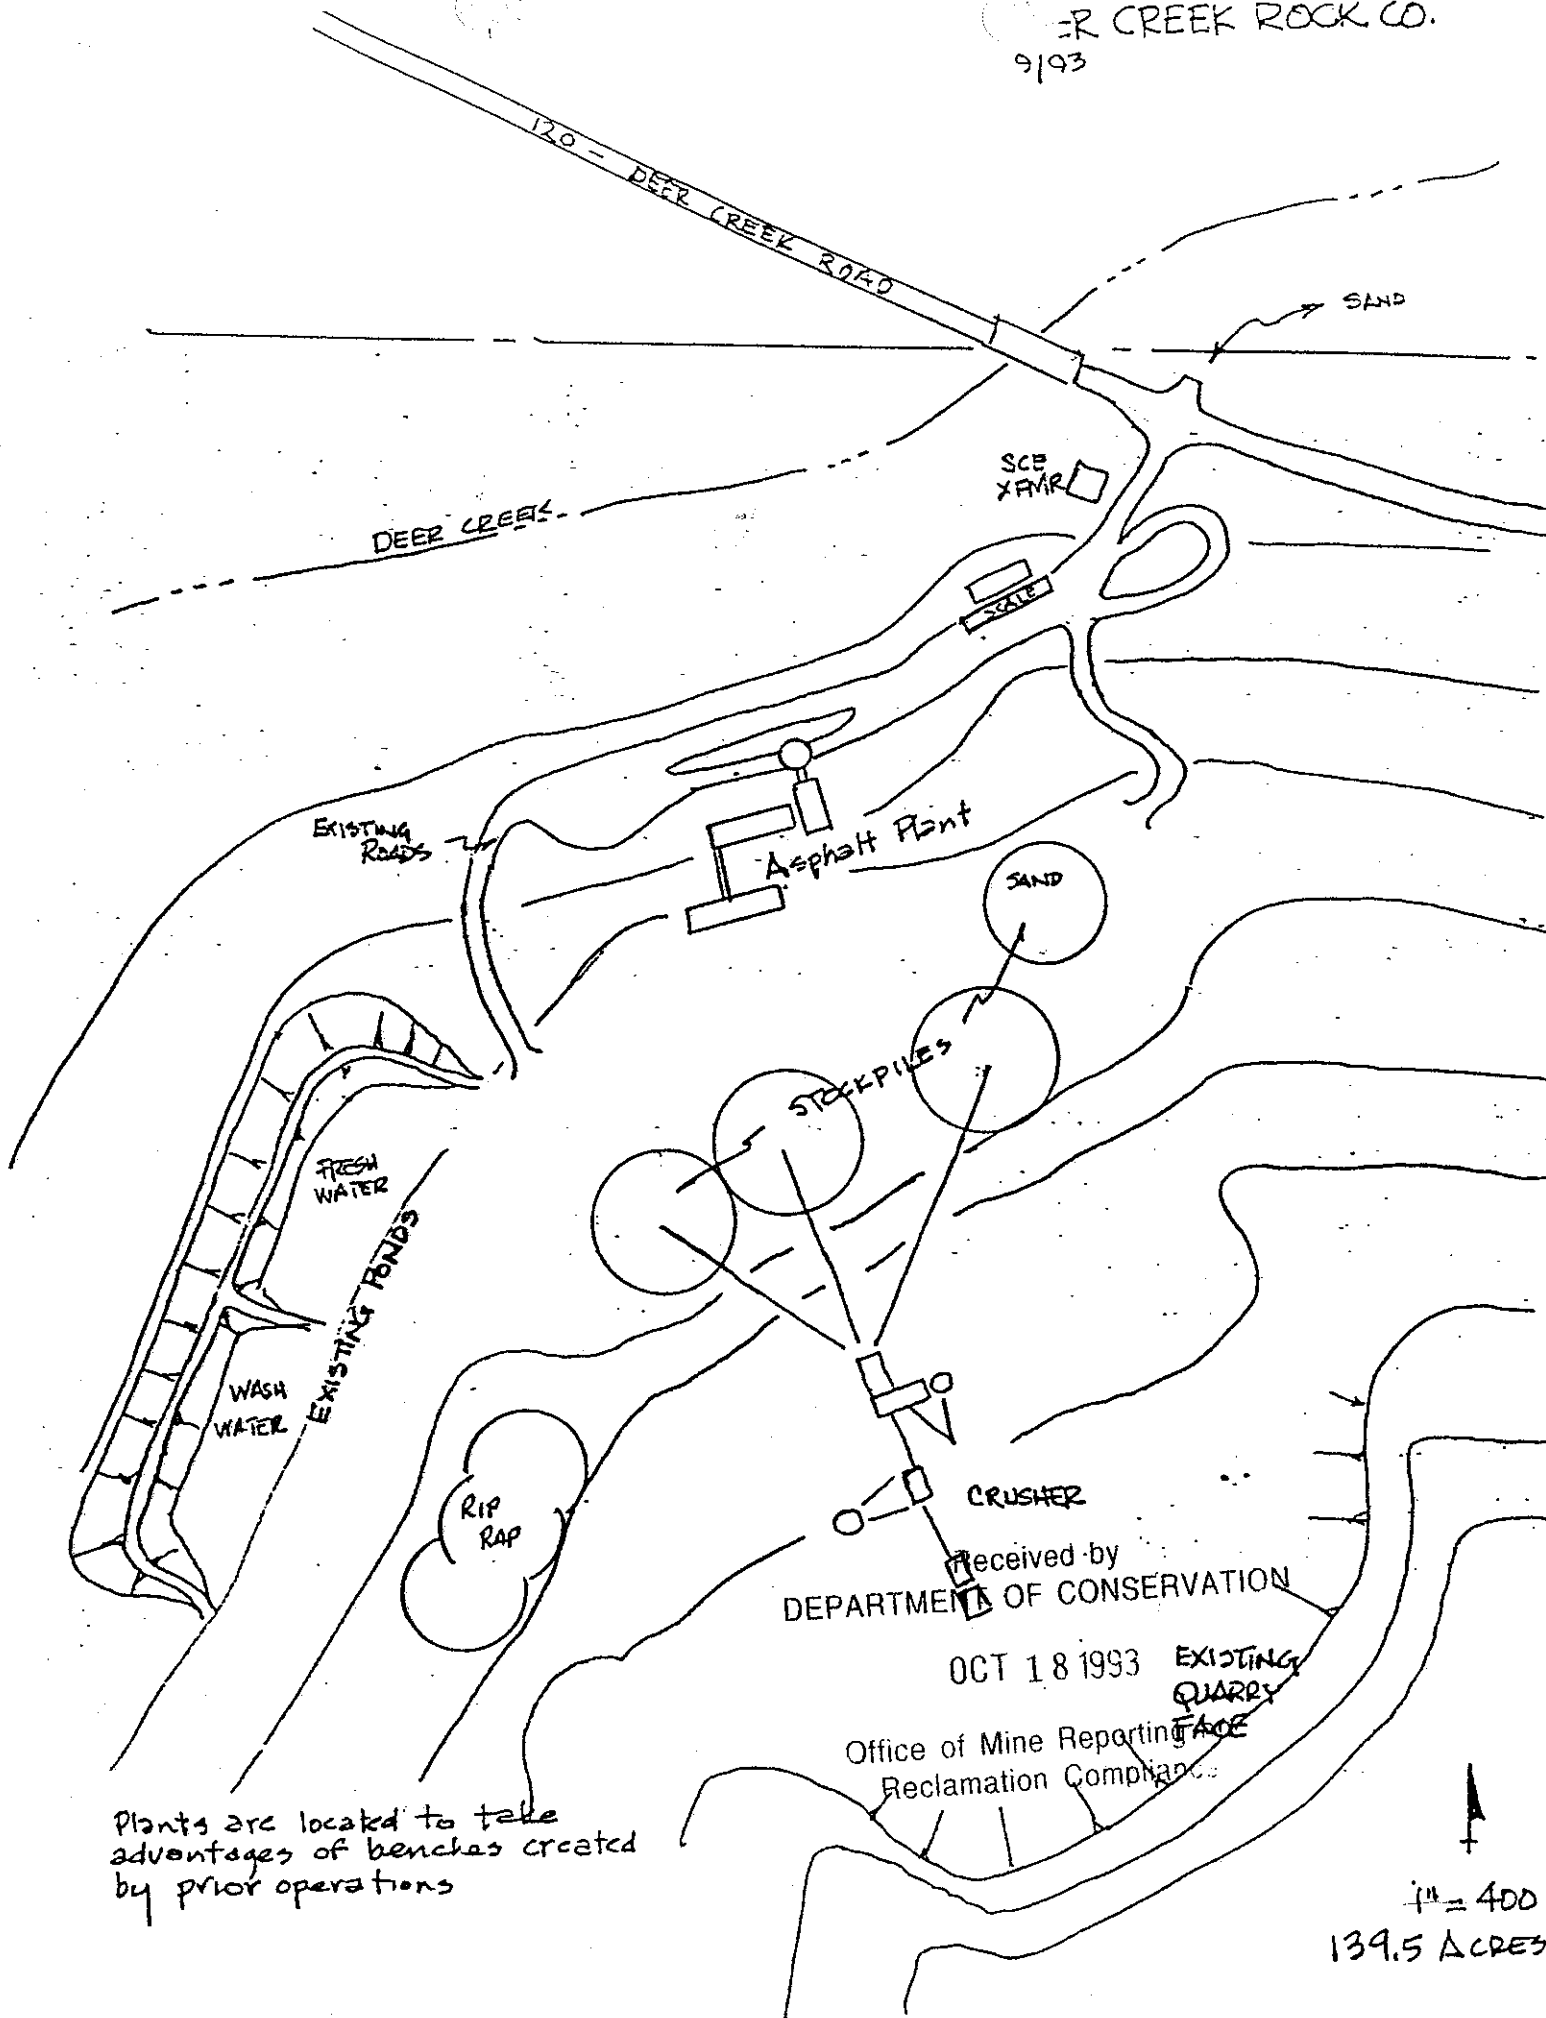 CREEK ROCK CO.
9/93
120 - DEER CREEK ROAD
SAND
SCE
XFMR
DEER CREEK
SCALE
EXISTING
ROADS
Asphalt Plant
SAND
STOCKPILES
FRESH
WATER
EXISTING PONDS
WASH
WATER
RIP
RAP
CRUSHER
Received by
DEPARTMENT OF CONSERVATION
OCT 18 1993
EXISTING
QUARRY
FACE
Office of Mine Reporting
Reclamation Compliance
Plants are located to take
advantages of benches created
by prior operations
1" = 400
139.5 ACRES